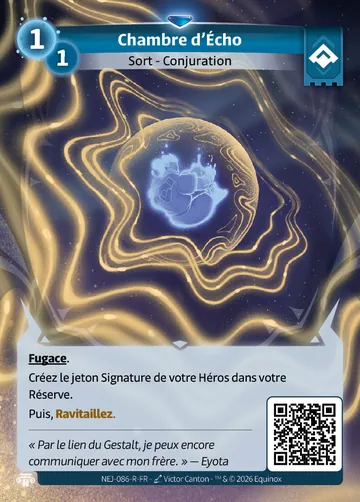 1
Chambre d'Écho
1
Sort - Conjuration
Fugace.
Créez le jeton Signature de votre Héros dans votre
Réserve.
Puis, Ravitaillez.
« Par le lien du Gestalt, je peux encore
communiquer avec mon frère. » — Eyota
NEJ-086-R-FR - Victor Canton - ™ & © 2026 Equinox